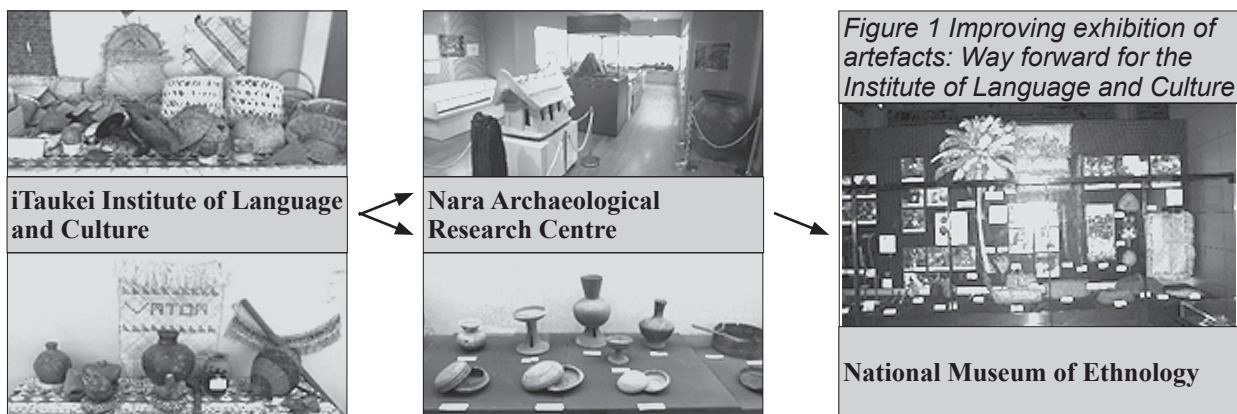 iTaukei Institute of Language
and Culture
VATOA
Nara Archaeological
Research Centre
Figure 1 Improving exhibition of
artefacts: Way forward for the
Institute of Language and Culture
National Museum of Ethnology